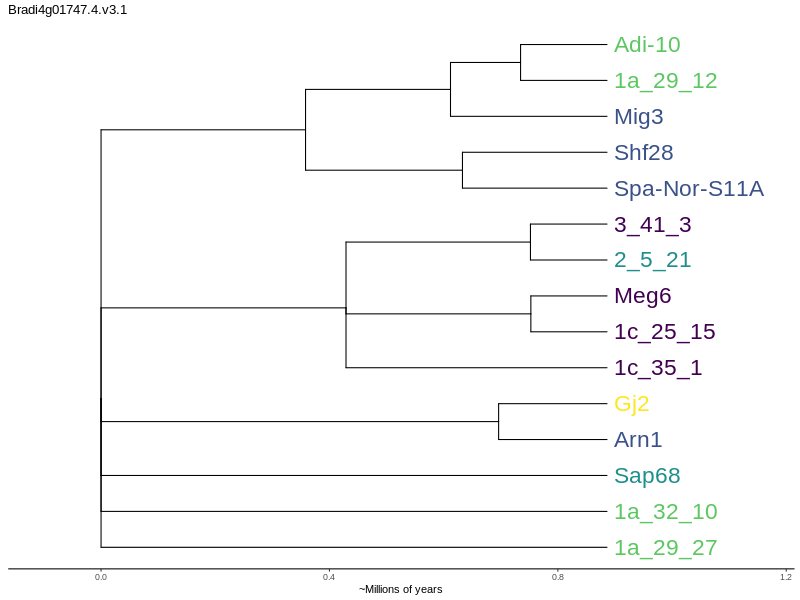 Bradi4g01747.4.v3.1
Adi-10
1a_29_12
Mig3
Shf28
Spa-Nor-S11A
3_41_3
2_5_21
Meg6
1c_25_15
1c_35_1
Gj2
Arn1
Sap68
1a_32_10
1a_29_27
0.0 0.4 0.8 1.2
~Millions of years